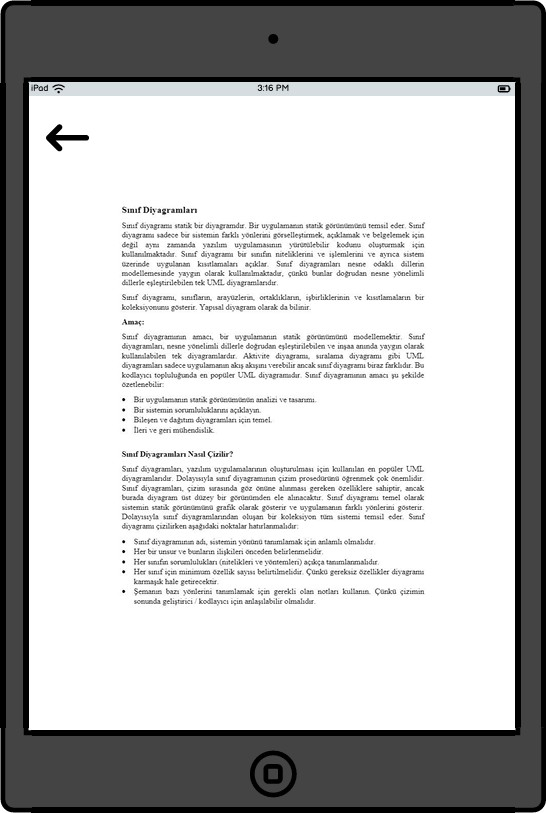 iPod 3:16 PM
Sınıf Diyagramları
Sınıf diyagramı statik bir diyagramdır. Bir uygulamanın statik görünümünü temsil eder. Sınıf
diyagramı sadece bir sistemin farklı yönlerini görselleştirmek, açıklamak ve belgelemek için
değil aynı zamanda yazılım uygulamasının yürütülebilir kodunu oluşturmak için
kullanılmaktadır. Sınıf diyagramı bir sınıfın niteliklerini ve işlemlerini ve ayrıca sistem
üzerinde uygulanan kısıtlamaları açıklar. Sınıf diyagramları nesne odaklı dillerin
modellemesinde yaygın olarak kullanılmaktadır, çünkü bunlar doğrudan nesne yönelimli
dillerle eşleştirilebilen tek UML diyagramlarıdır.
Sınıf diyagramı, sınıfların, arayüzlerin, ortaklıkların, işbirliklerinin ve kısıtlamaların bir
koleksiyonunu gösterir. Yapısal diyagram olarak da bilinir.
Amaç:
Sınıf diyagramının amacı, bir uygulamanın statik görünümünü modellemektir. Sınıf
diyagramları, nesne yönelimli dillerle doğrudan eşleştirilebilen ve inşaa anında yaygın olarak
kullanılabilen tek diyagramlardır. Aktivite diyagramı, sıralama diyagramı gibi UML
diyagramları sadece uygulamanın akış akışını verebilir ancak sınıf diyagramı biraz farklıdır. Bu
kodlayıcı topluluğunda en popüler UML diyagramıdır. Sınıf diyagramının amacı şu şekilde
özetlenebilir:
• Bir uygulamanın statik görünümünün analizi ve tasarımı.
• Bir sistemin sorumluluklarını açıklayın.
• Bileşen ve dağıtım diyagramları için temel.
• İleri ve geri mühendislik.
Sınıf Diyagramları Nasıl Çizilir?
Sınıf diyagramları, yazılım uygulamalarının oluşturulması için kullanılan en popüler UML
diyagramlarıdır. Dolayısıyla sınıf diyagramının çizim prosedürünü öğrenmek çok önemlidir.
Sınıf diyagramları, çizim sırasında göz önüne alınması gereken özelliklere sahiptir, ancak
burada diyagram üst düzey bir görünümden ele alınacaktır. Sınıf diyagramı temel olarak
sistemin statik görünümünü grafik olarak gösterir ve uygulamanın farklı yönlerini gösterir.
Dolayısıyla sınıf diyagramlarından oluşan bir koleksiyon tüm sistemi temsil eder. Sınıf
diyagramı çizilirken aşağıdaki noktalar hatırlanmalıdır:
• Sınıf diyagramının adı, sistemin yönünü tanımlamak için anlamlı olmalıdır.
• Her bir unsur ve bunların ilişkileri önceden belirlenmelidir.
• Her sınıfın sorumlulukları (nitelikleri ve yöntemleri) açıkça tanımlanmalıdır.
• Her sınıf için minimum özellik sayısı belirtilmelidir. Çünkü gereksiz özellikler diyagramı
karmaşık hale getirecektir.
• Şemanın bazı yönlerini tanımlamak için gerekli olan notları kullanın. Çünkü çizimin
sonunda geliştirici / kodlayıcı için anlaşılabilir olmalıdır.